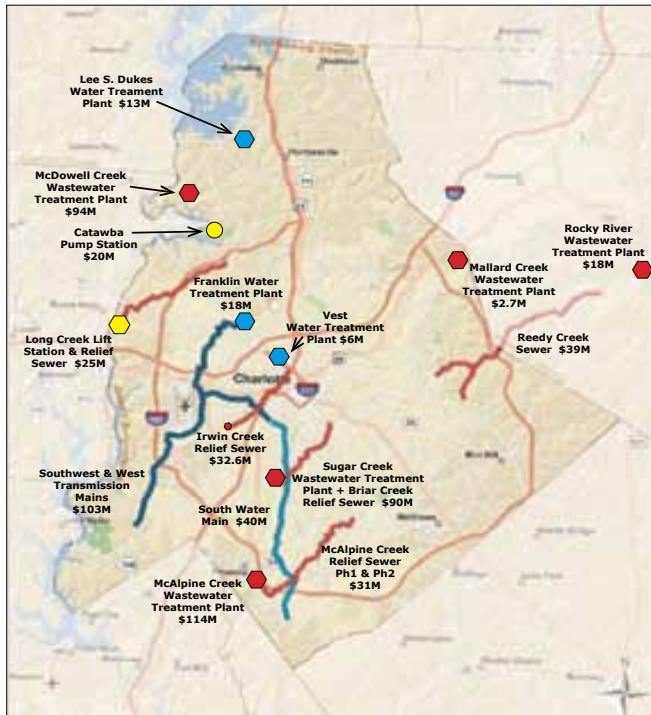 Lee S. Dukes
Water Treament
Plant $13M
McDowell Creek
Wastewater
Treatment Plant
$94M
Catawba
Pump Station
$20M
Rocky River
Wastewater
Treatment Plant
$18M
Mallard Creek
Wastewater
Treatment Plant
$2.7M
Franklin Water
Treatment Plant
$18M
Vest
Water Treatment
Plant $6M
Long Creek Lift
Station & Relief
Sewer $25M
Reedy Creek
Sewer $39M
Charlotte
Irwin Creek
Relief Sewer
$32.6M
Southwest & West
Transmission
Mains
$103M
Sugar Creek
Wastewater Treatment
Plant + Briar Creek
Relief Sewer $90M
South Water
Main $40M
McAlpine Creek
Relief Sewer
Ph1 & Ph2
$31M
McAlpine Creek
Wastewater
Treatment Plant
$114M